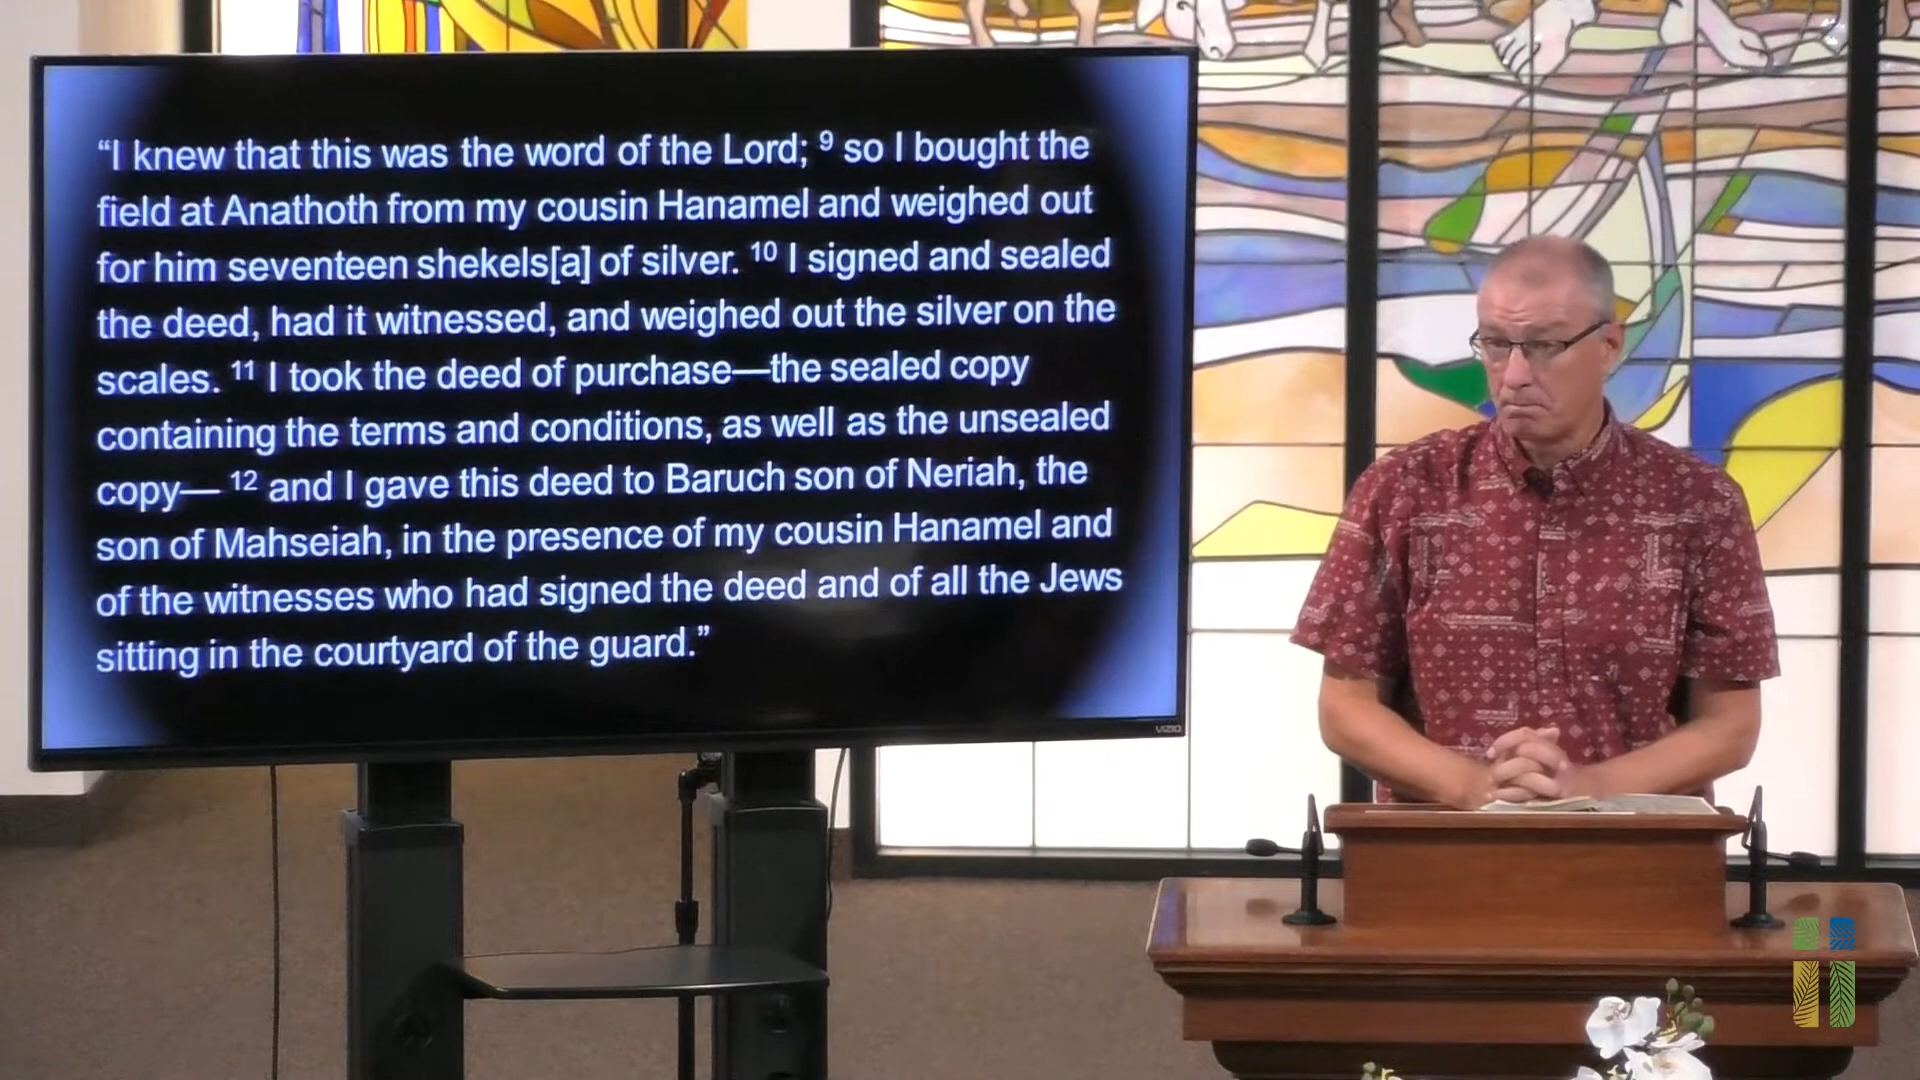 “I knew that this was the word of the Lord; 9 so I bought the
field at Anathoth from my cousin Hanamel and weighed out
for him seventeen shekels[a] of silver. 10 I signed and sealed
the deed, had it witnessed, and weighed out the silver on the
scales. 11 I took the deed of purchase—the sealed copy
containing the terms and conditions, as well as the unsealed
copy— 12 and I gave this deed to Baruch son of Neriah, the
son of Mahseiah, in the presence of my cousin Hanamel and
of the witnesses who had signed the deed and of all the Jews
sitting in the courtyard of the guard.”
VIZIO